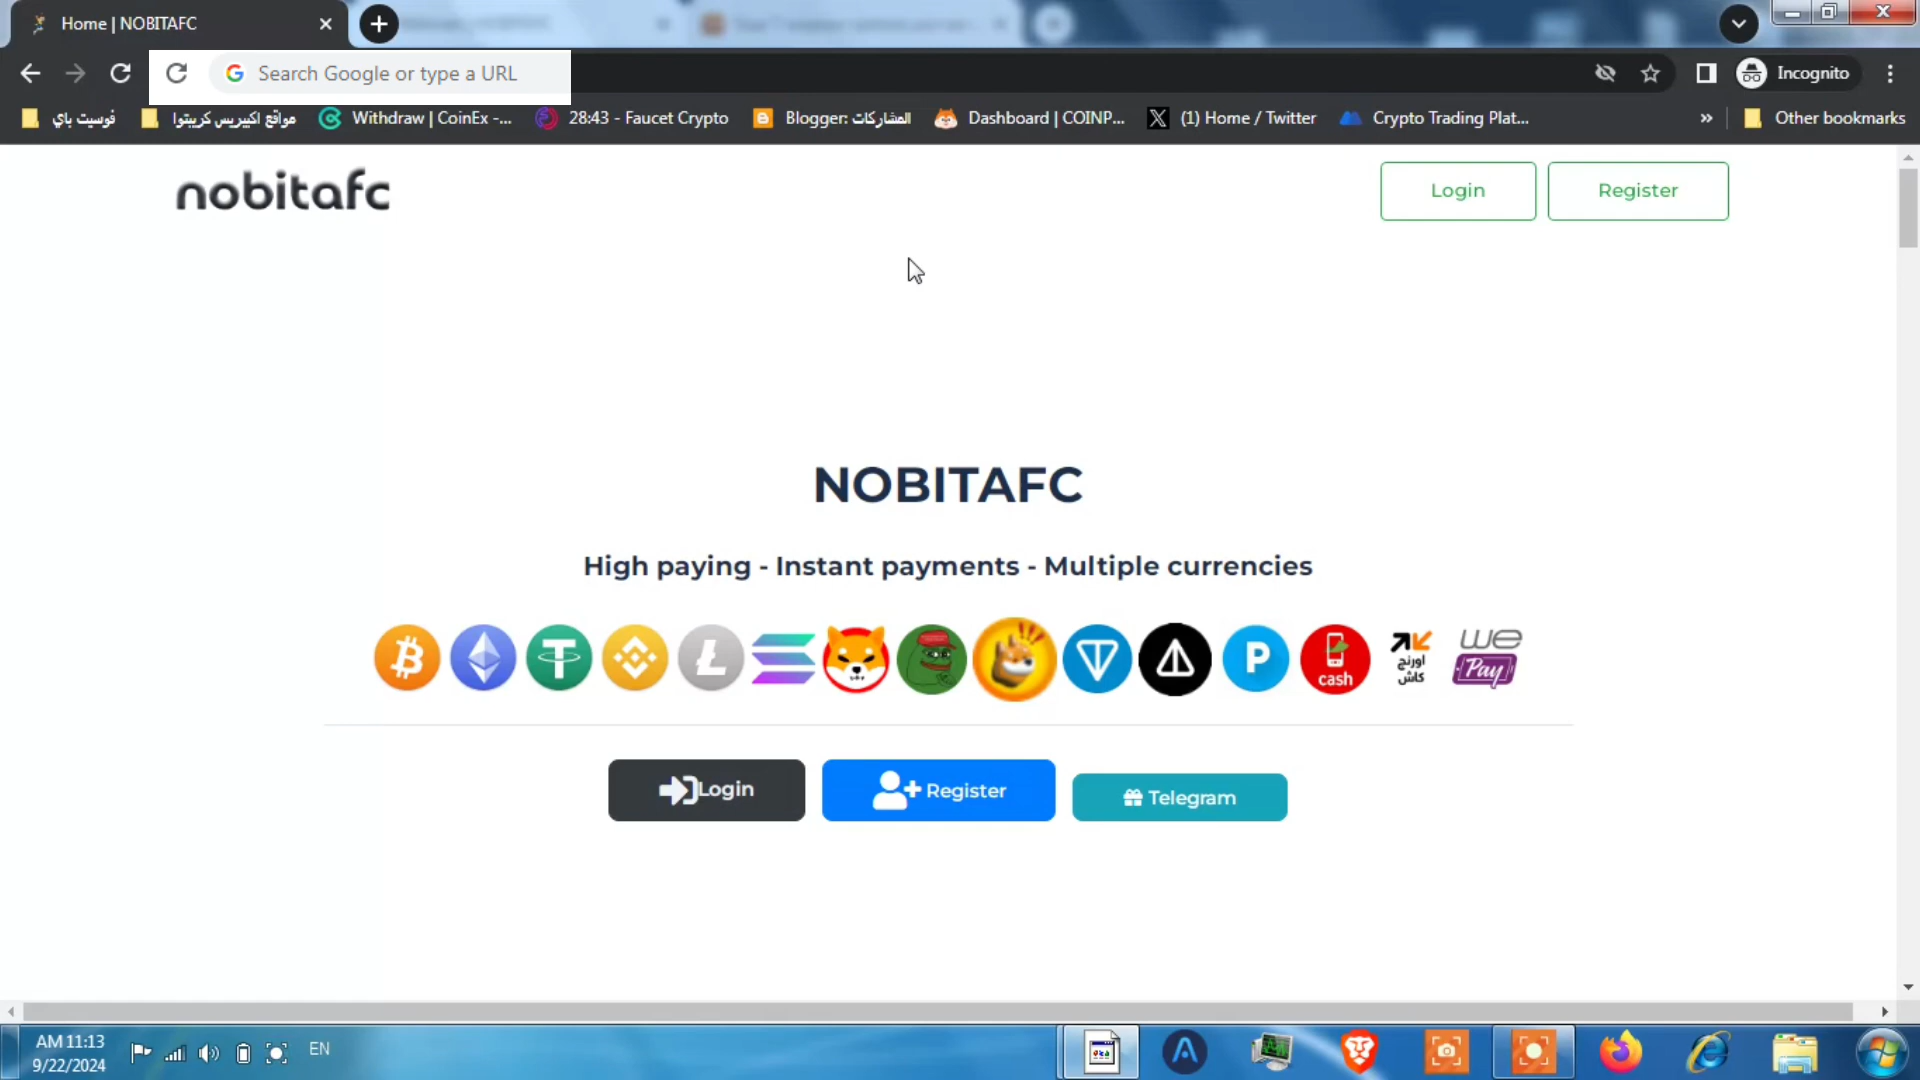 Home | NOBITAFC
Search Google or type a URL
Incognito
فوسيت باي
مواقع اكسبريس كريبتوا
Withdraw | CoinEx -...
28:43 - Faucet Crypto
Blogger: المشاركات
Dashboard | COINP...
(1) Home / Twitter
Crypto Trading Plat...
»
Other bookmarks
nobitafc
Login
Register
NOBITAFC
High paying - Instant payments - Multiple currencies
cash
اورنج
كاش
we
Pay
Login
Register
Telegram
AM 11:13
9/22/2024
EN